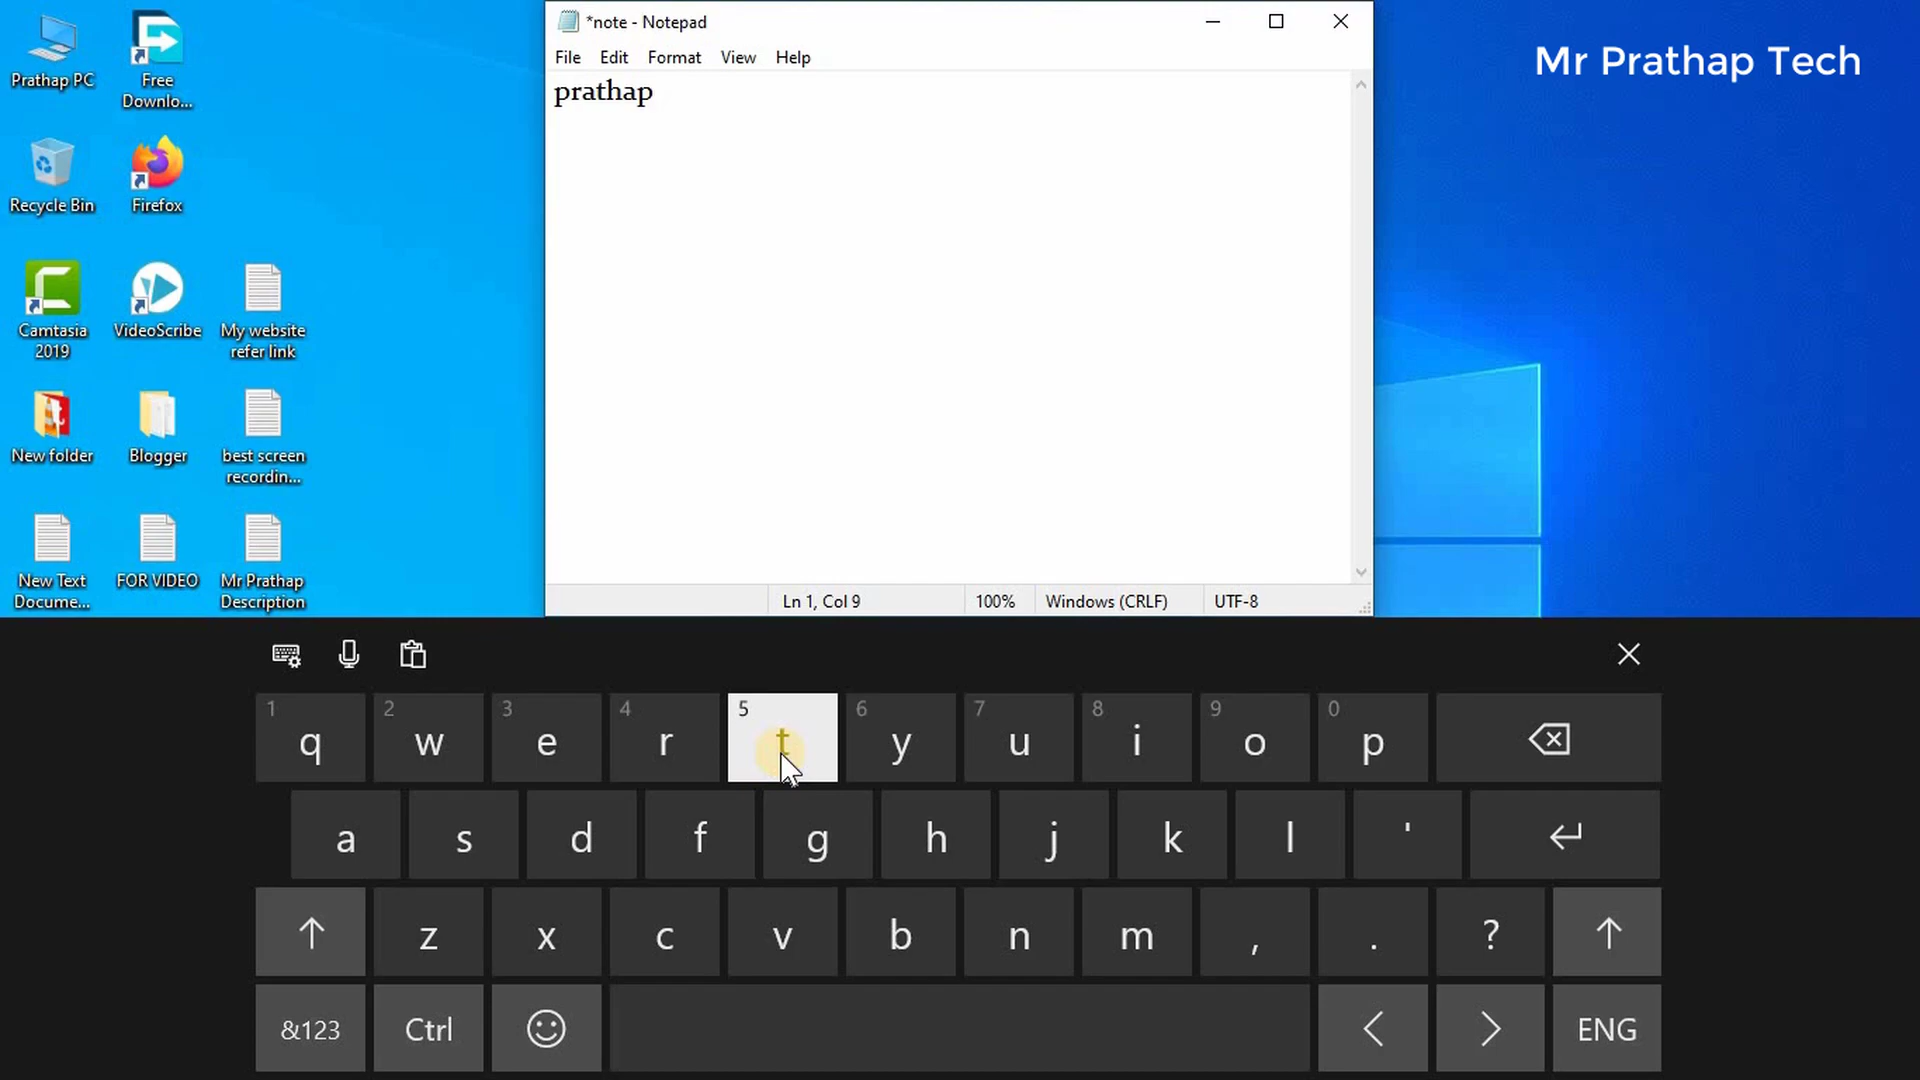 *note - Notepad
File Edit Format View Help
prathap
Ln 1, Col 9 100% Windows (CRLF) UTF-8
Mr Prathap Tech
Prathap PC
Free
Downlo...
Recycle Bin
Firefox
Camtasia
2019
VideoScribe
My website
refer link
New folder
Blogger
best screen
recordin...
New Text
Docume...
FOR VIDEO
Mr Prathap
Description
1 2 3 4 5 6 7 8 9 0
q w e r t y u i o p
a s d f g h j k l '
z x c v b n m , . ?
&123 Ctrl ENG